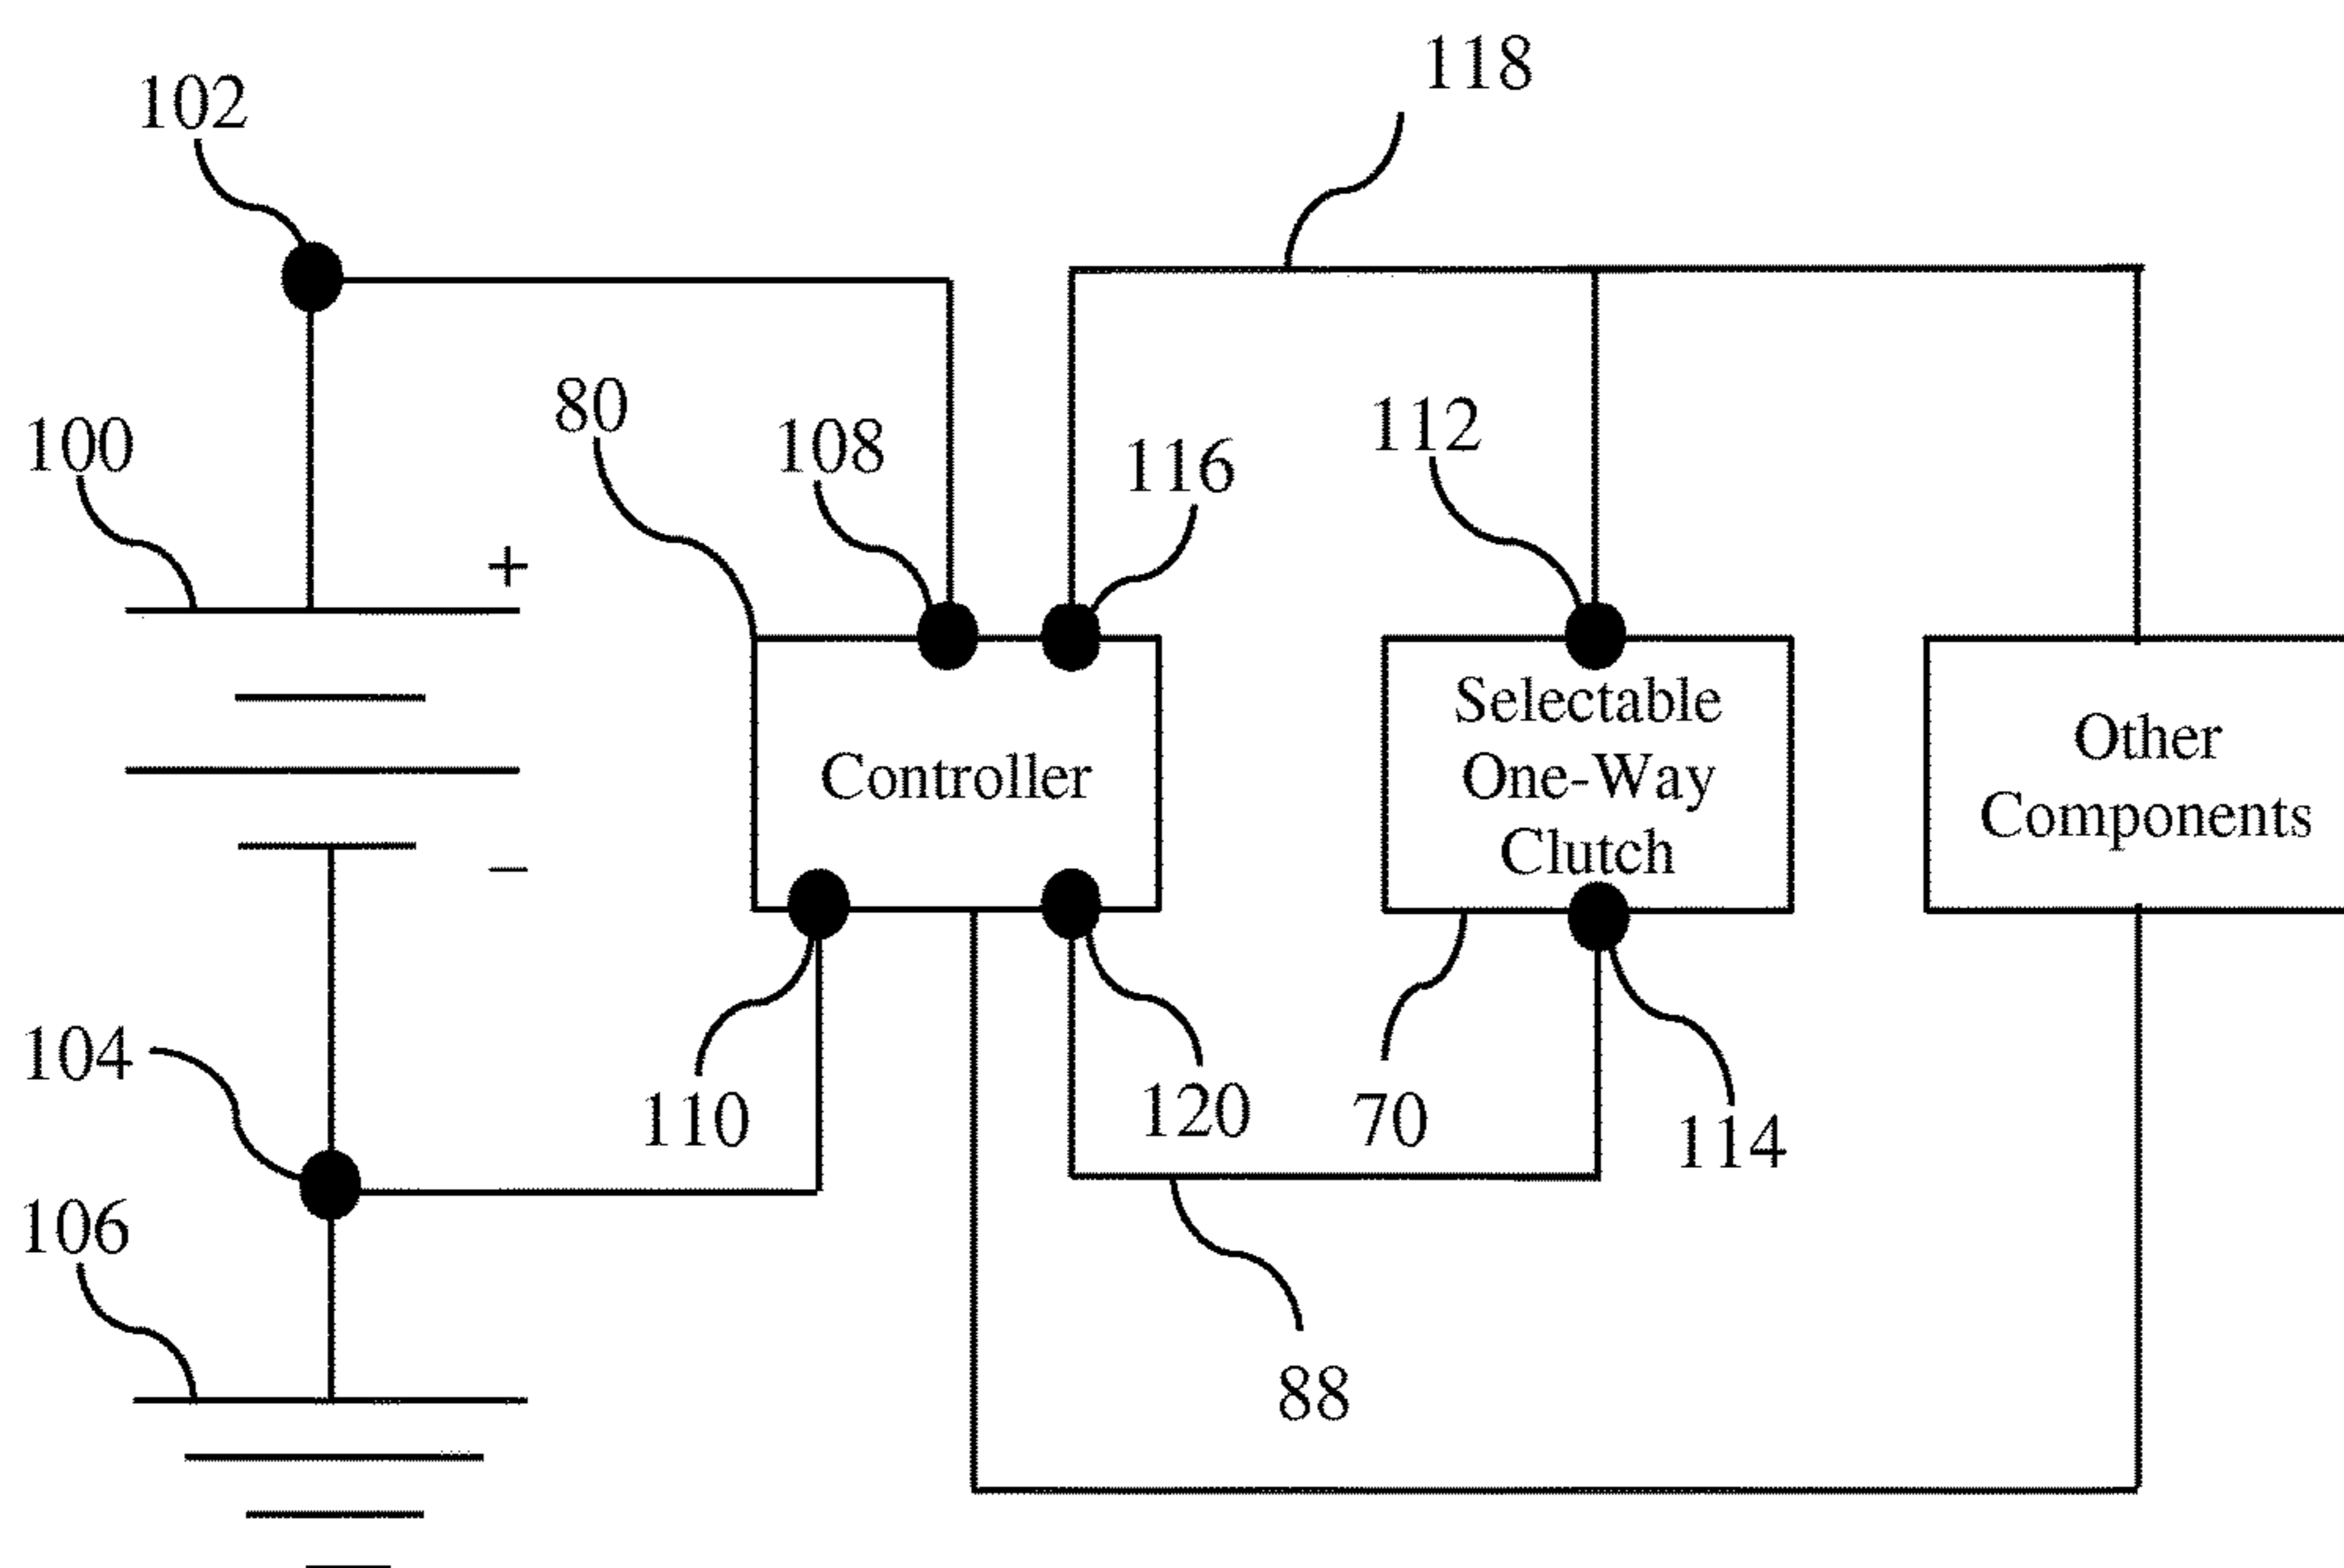 118
102
80
112
108
100
116
+
Selectable
One-Way
Clutch
Controller
Other
Components
−
104
110
120
70
114
106
88